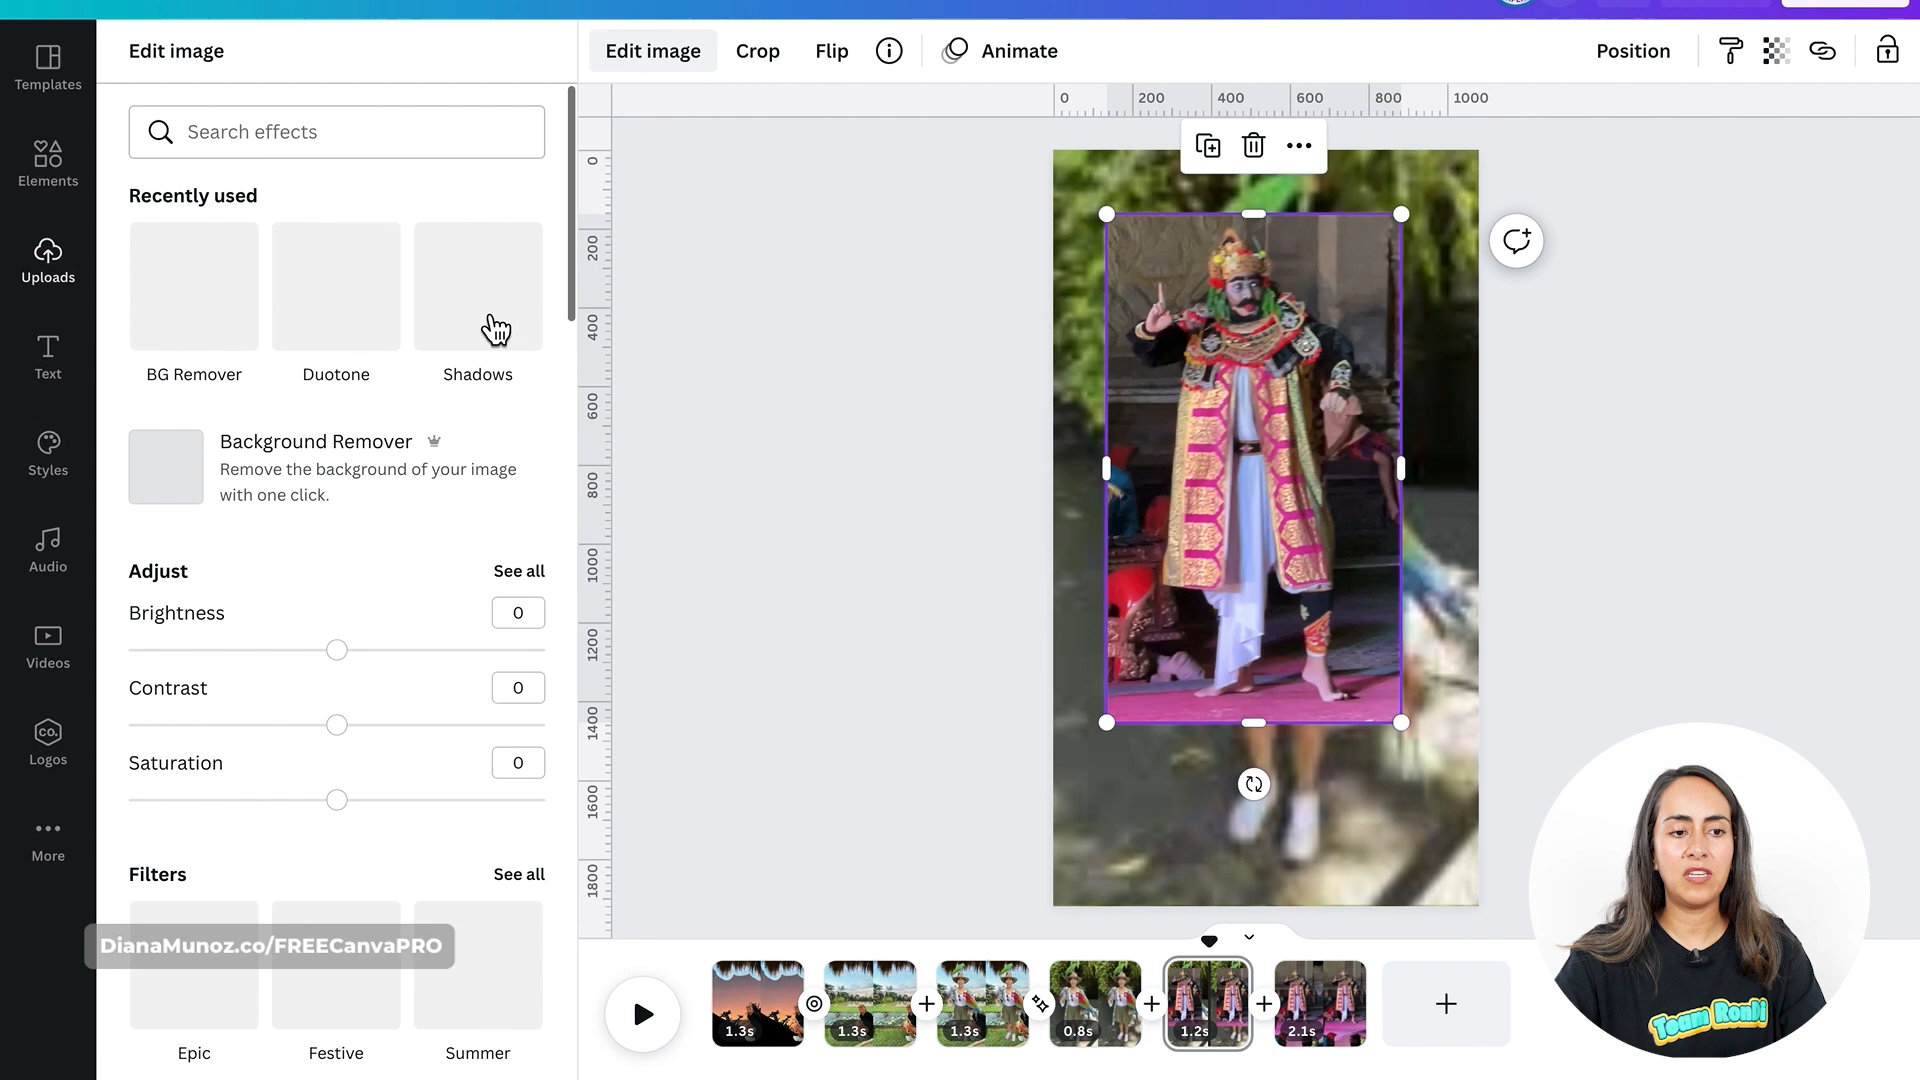 Edit image
Edit image
Crop
Flip
Animate
Position
Templates
Elements
Uploads
Text
Styles
Audio
Videos
co.
Logos
More
Search effects
Recently used
BG Remover
Duotone
Shadows
Background Remover
Remove the background of your image
with one click.
Adjust
See all
Brightness
0
Contrast
0
Saturation
0
Filters
See all
Epic
Festive
Summer
DianaMunoz.co/FREECanvaPRO
0
200
400
600
800
1000
0
200
400
600
800
1000
1200
1400
1600
1800
1.3s
1.3s
1.3s
0.8s
1.2s
2.1s
Team RonDi